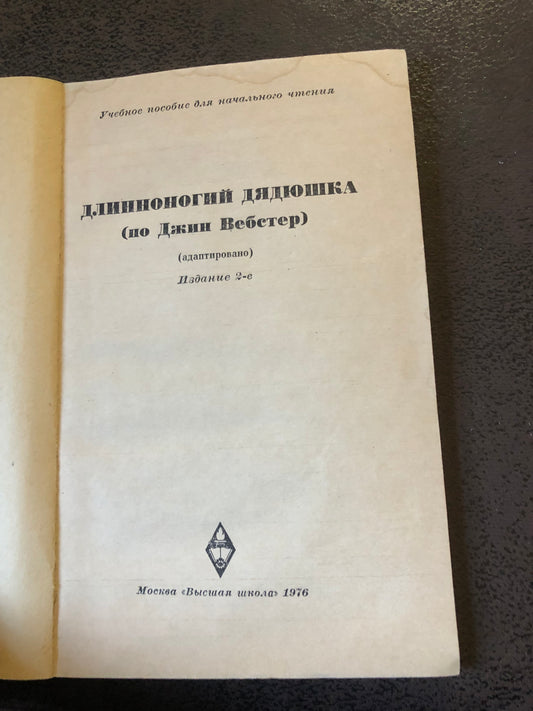 Учебное пособие для начального чтения
ДЛИННОНОГИЙ ДЯДЮШКА
(по Джин Вебстер)
(адаптировано)
Издание 2-е
Москва «Высшая школа» 1976